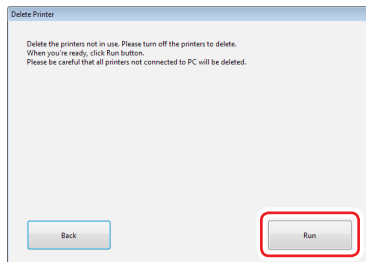 Delete Printer
Delete the printers not in use. Please turn off the printers to delete.
When you're ready, click Run button.
Please be careful that all printers not connected to PC will be deleted.
Back
Run